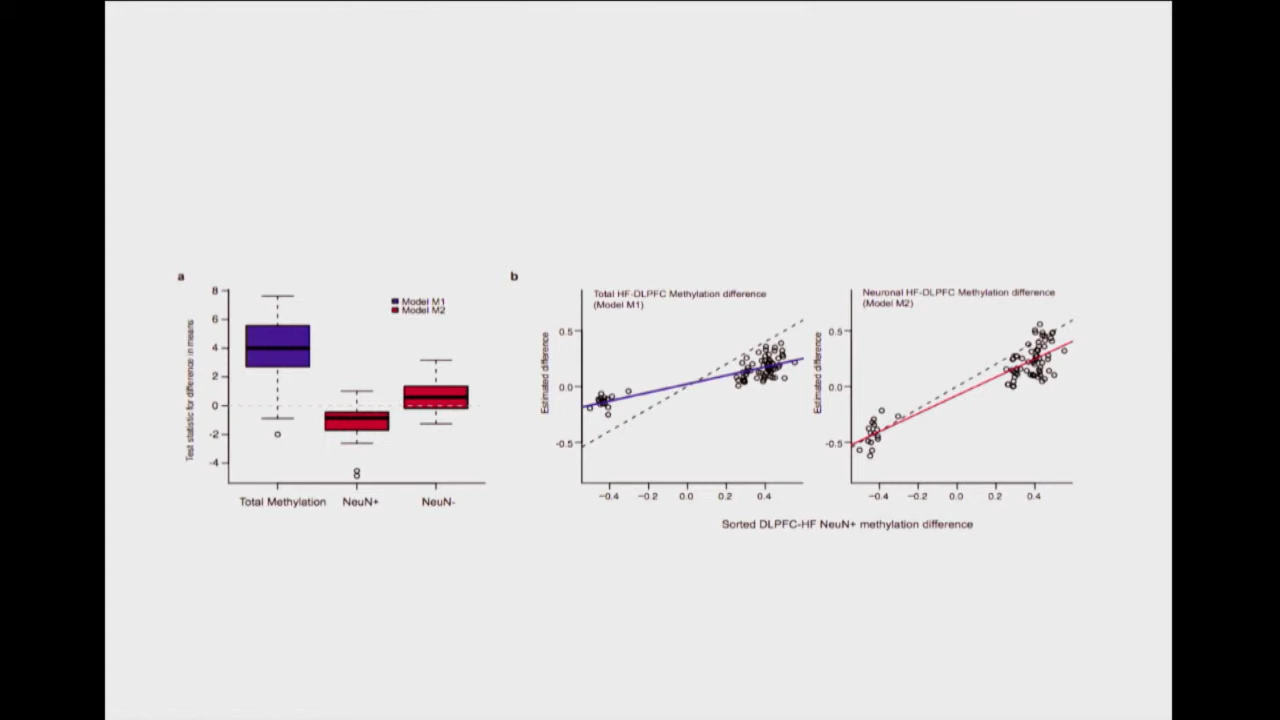 a
8
6
4
2
0
-2
-4
Test statistic for difference in means
Model M1
Model M2
Total Methylation NeuN+ NeuN-
b
Total HF-DLPFC Methylation difference
(Model M1)
Estimated difference
0.5
0.0
-0.5
-0.4 -0.2 0.0 0.2 0.4
Neuronal HF-DLPFC Methylation difference
(Model M2)
Estimated difference
0.5
0.0
-0.5
-0.4 -0.2 0.0 0.2 0.4
Sorted DLPFC-HF NeuN+ methylation difference